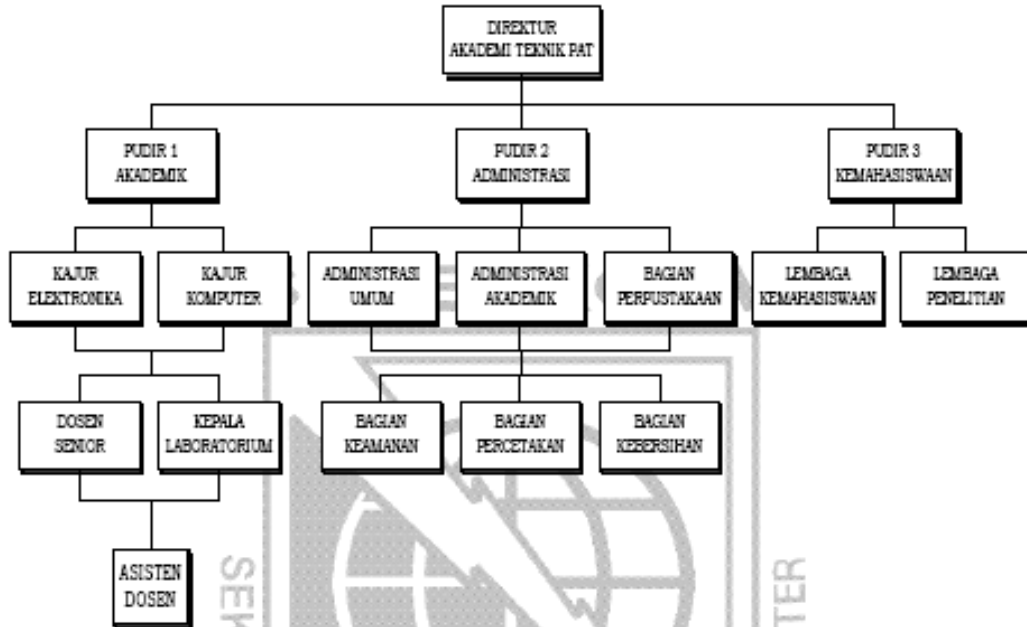 DIREKTUR
AKADEMI TEKNIK PAT
PUDIR 1
AKADEMIK
PUDIR 2
ADMINISTRASI
PUDIR 3
KEMAHASISWAAN
KAJUR
ELEKTRONIKA
KAJUR
KOMPUTER
ADMINISTRASI
UMUM
ADMINISTRASI
AKADEMIK
BAGIAN
PERPUSTAKAAN
LEMBAGA
KEMAHASISWAAN
LEMBAGA
PENELITIAN
DOSEN
SENIOR
KEPALA
LABORATORIUM
BAGIAN
KEAMANAN
BAGIAN
PERCETAKAN
BAGIAN
KEBERSIHAN
ASISTEN
DOSEN